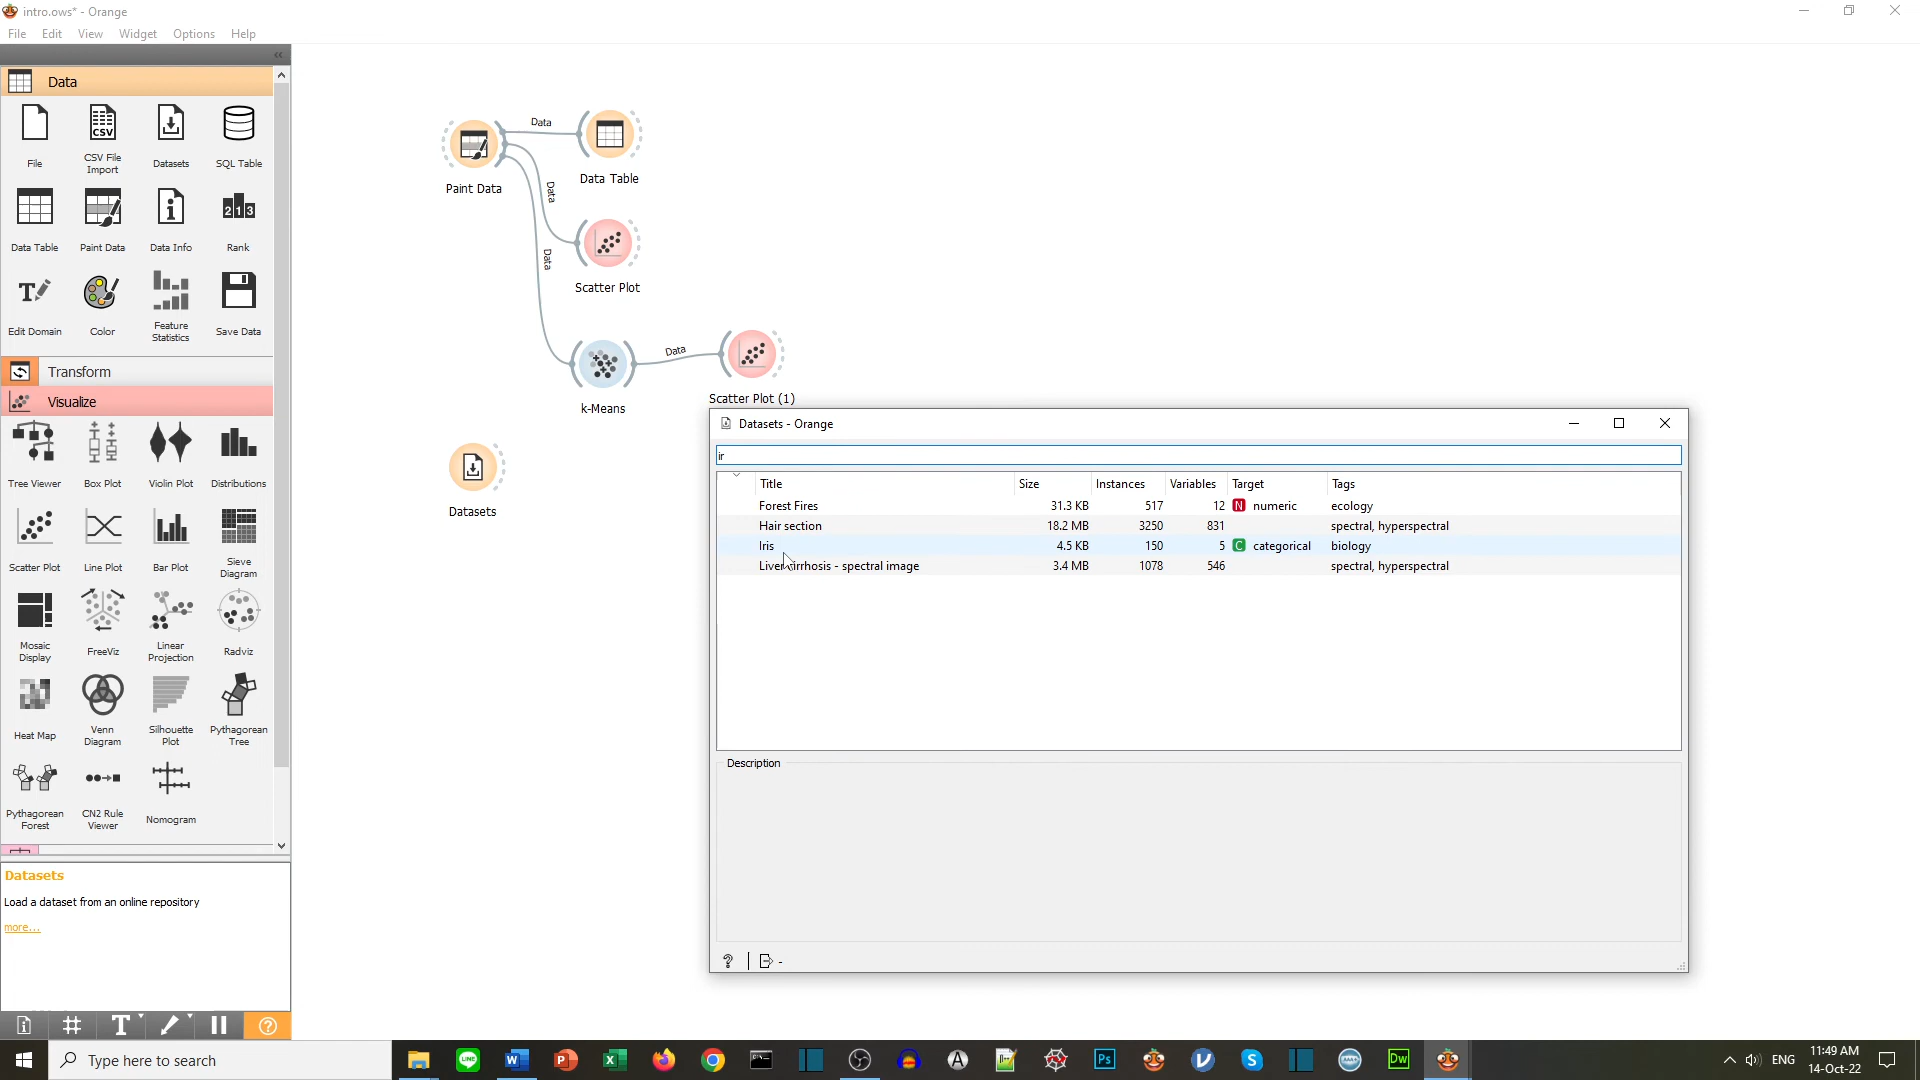 intro.ows* - Orange
File Edit View Widget Options Help
Data
File
CSV File Import
Datasets
SQL Table
Data Table
Paint Data
Data Info
Rank
Edit Domain
Color
Feature Statistics
Save Data
Transform
Visualize
Tree Viewer
Box Plot
Violin Plot
Distributions
Scatter Plot
Line Plot
Bar Plot
Sieve Diagram
Mosaic Display
FreeViz
Linear Projection
Radviz
Heat Map
Venn Diagram
Silhouette Plot
Pythagorean Tree
Pythagorean Forest
CN2 Rule Viewer
Nomogram
Datasets
Load a dataset from an online repository
more...
Paint Data
Data
Data Table
Data
Scatter Plot
Data
k-Means
Data
Scatter Plot (1)
Datasets
Datasets - Orange
ir
Title Size Instances Variables Target Tags
Forest Fires 31.3 KB 517 12 N numeric ecology
Hair section 18.2 MB 3250 831 spectral, hyperspectral
Iris 4.5 KB 150 5 C categorical biology
Liver cirrhosis - spectral image 3.4 MB 1078 546 spectral, hyperspectral
Description
? -
Type here to search
ENG
11:49 AM
14-Oct-22